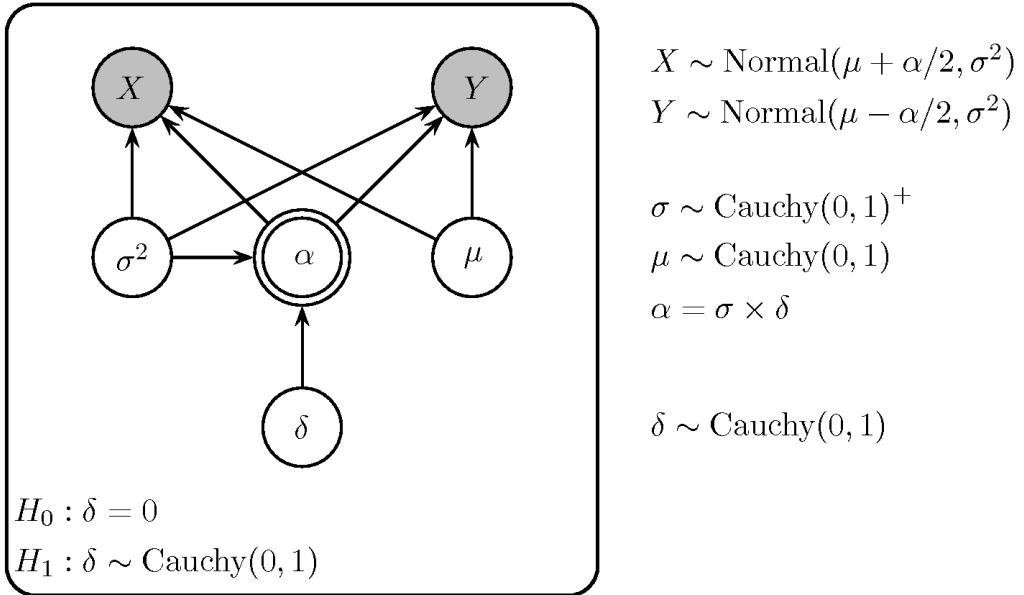 X
Y
σ²
α
μ
δ
H₀ : δ = 0
H₁ : δ ∼ Cauchy(0, 1)
X ∼ Normal(μ + α/2, σ²)
Y ∼ Normal(μ − α/2, σ²)
σ ∼ Cauchy(0, 1)⁺
μ ∼ Cauchy(0, 1)
α = σ × δ
δ ∼ Cauchy(0, 1)